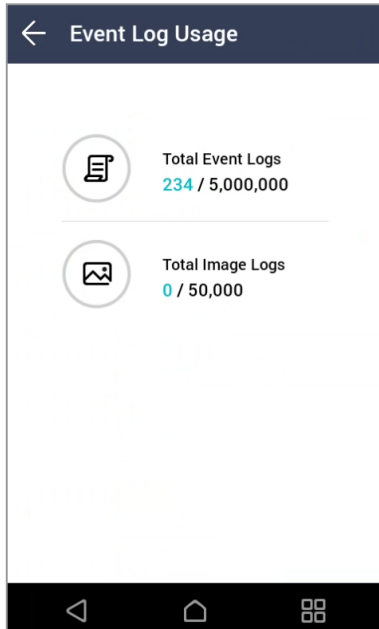 Event Log Usage
Total Event Logs
234 / 5,000,000
Total Image Logs
0 / 50,000